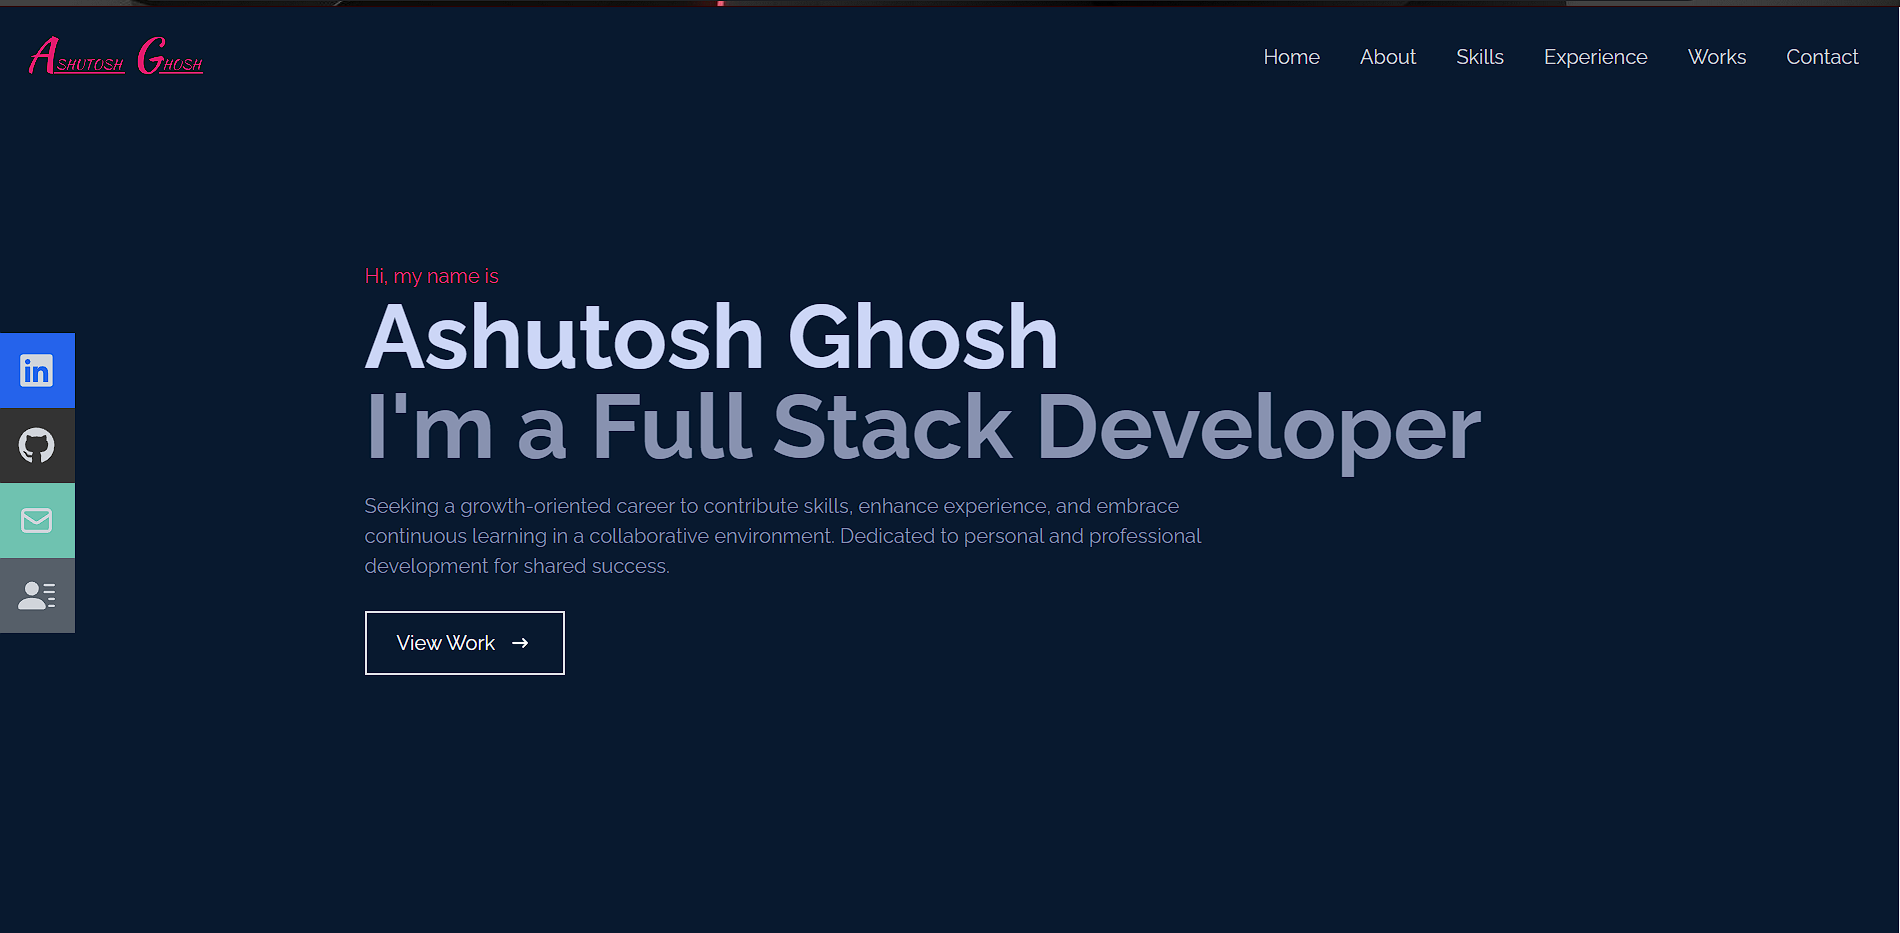 Ashutosh Ghosh
Home About Skills Experience Works Contact
Hi, my name is
Ashutosh Ghosh
I'm a Full Stack Developer
Seeking a growth-oriented career to contribute skills, enhance experience, and embrace
continuous learning in a collaborative environment. Dedicated to personal and professional
development for shared success.
in
View Work →